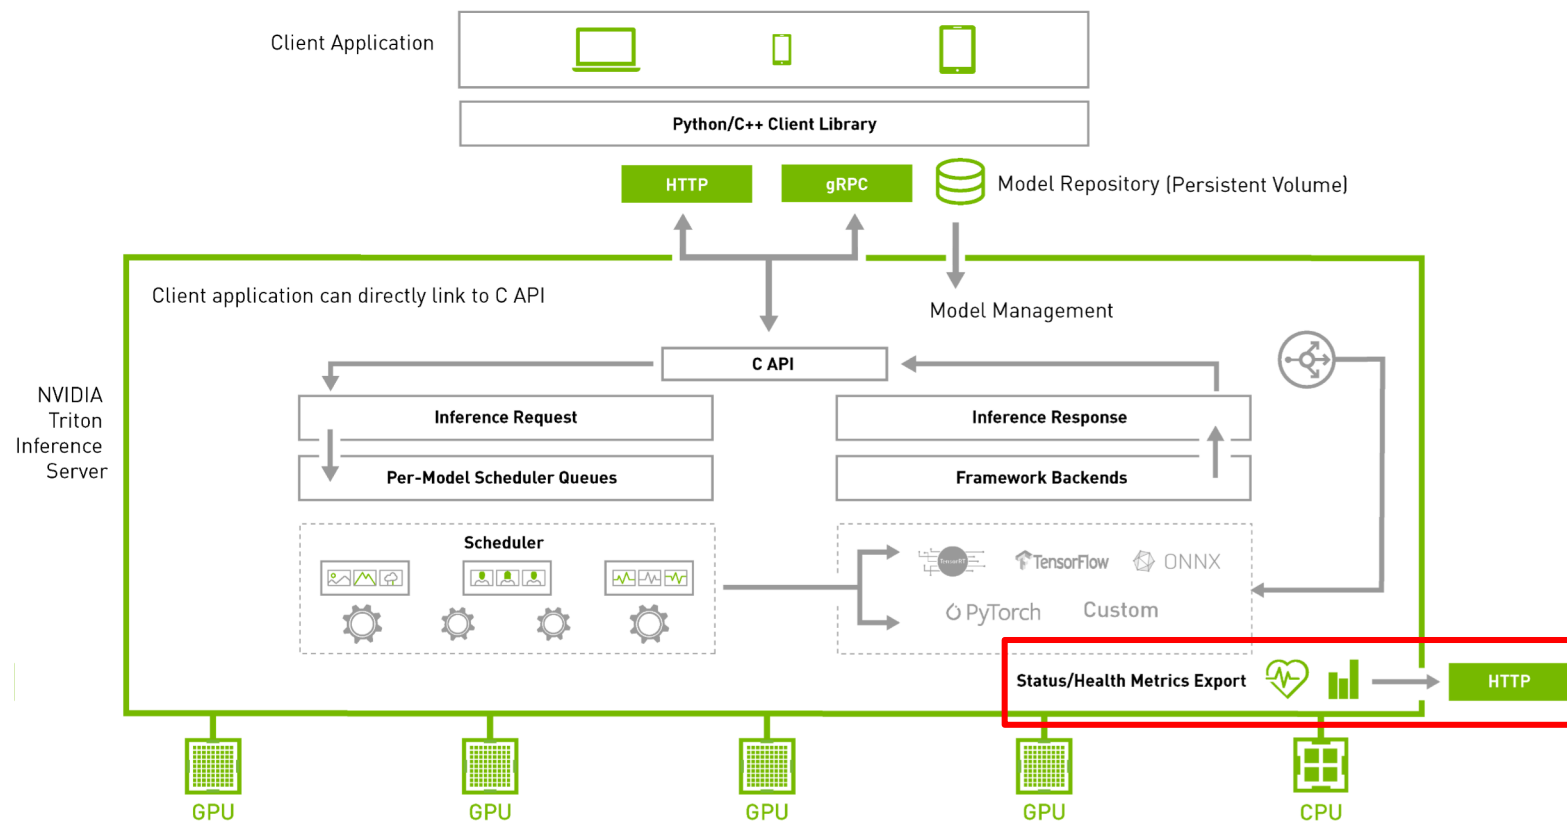 Client Application
Python/C++ Client Library
HTTP
gRPC
Model Repository (Persistent Volume)
Client application can directly link to C API
Model Management
C API
NVIDIA
Triton
Inference
Server
Inference Request
Inference Response
Per-Model Scheduler Queues
Framework Backends
Scheduler
TensorRT
TensorFlow
ONNX
PyTorch
Custom
Status/Health Metrics Export
HTTP
GPU
GPU
GPU
GPU
CPU